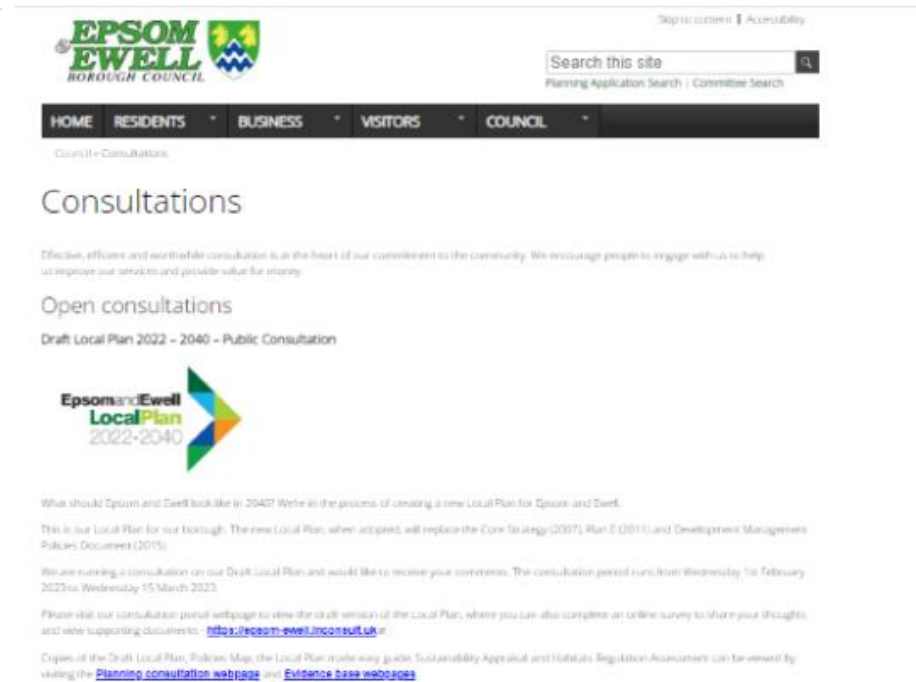 Skip to content | Accessibility
EPSOM
& EWELL
BOROUGH COUNCIL
Search this site
Planning Application Search | Committee Search
HOME RESIDENTS BUSINESS VISITORS COUNCIL
Council » Consultations
Consultations
Effective, efficient and worthwhile consultation is at the heart of our commitment to the community. We encourage people to engage with us to help
us improve our services and provide value for money.
Open consultations
Draft Local Plan 2022 – 2040 – Public Consultation
EpsomandEwell
LocalPlan
2022-2040
What should Epsom and Ewell look like in 2040? We're in the process of creating a new Local Plan for Epsom and Ewell.
This is our Local Plan for our borough. The new Local Plan, when adopted, will replace the Core Strategy (2007), Plan E (2011) and Development Management
Policies Document (2015).
We are running a consultation on our Draft Local Plan and would like to receive your comments. The consultation period runs from Wednesday 1st February
2023 to Wednesday 15 March 2023.
Please visit our consultation portal webpage to view the draft version of the Local Plan, where you can also complete an online survey to share your thoughts
and view supporting documents - https://epsom-ewell.inconsult.uk
Copies of the Draft Local Plan, Policies Map, the Local Plan made easy guide, Sustainability Appraisal and Habitats Regulation Assessment can be viewed by
visiting the Planning consultation webpage and Evidence base webpages